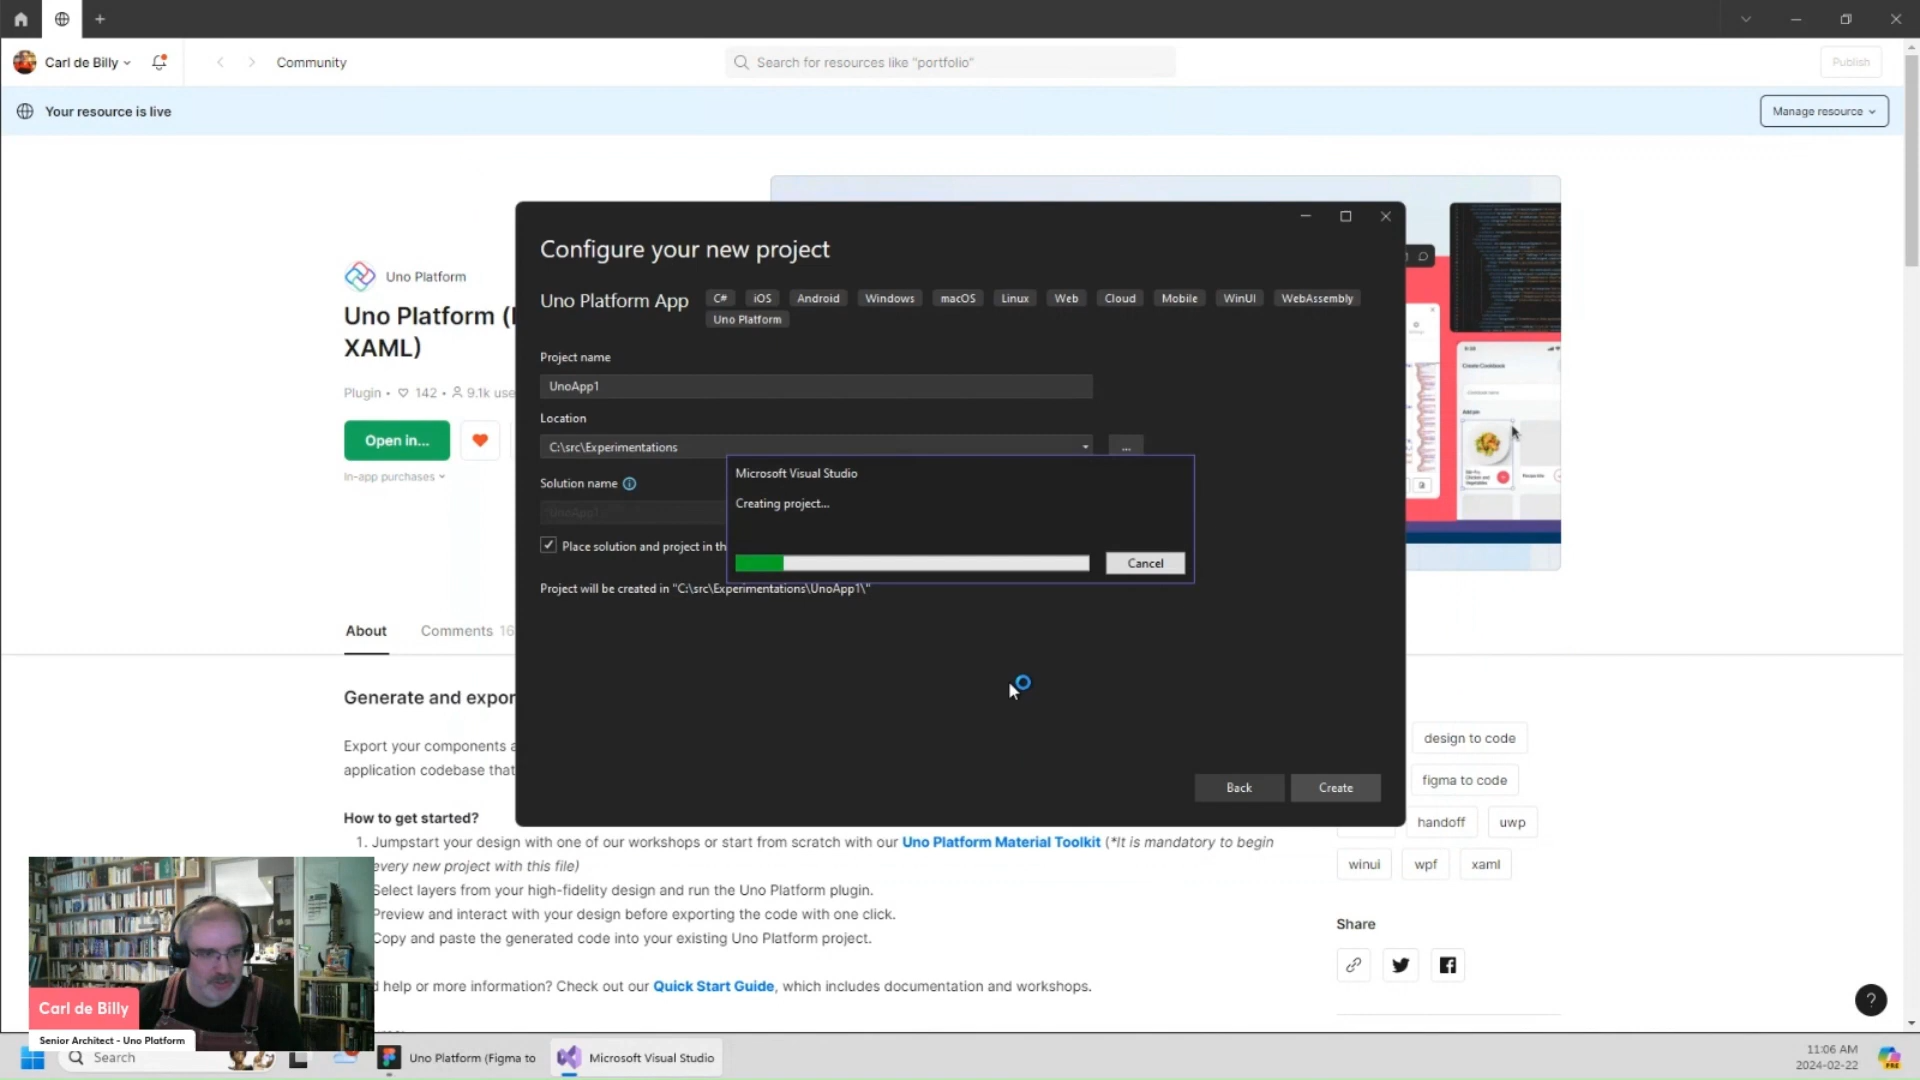 Carl de Billy
Community
Search for resources like "portfolio"
Publish
Your resource is live
Manage resource
Uno Platform
Uno Platform (
XAML)
Plugin • 142 • 9.1k use
Open in...
In-app purchases
About
Comments 16
Configure your new project
Uno Platform App
C# iOS Android Windows macOS Linux Web Cloud Mobile WinUI WebAssembly
Uno Platform
Project name
UnoApp1
Location
C:\src\Experimentations
...
Solution name
UnoApp1
Place solution and project in th
Project will be created in "C:\src\Experimentations\UnoApp1\"
Microsoft Visual Studio
Creating project...
Cancel
Back
Create
Generate and expor
Export your components a
application codebase that
How to get started?
1. Jumpstart your design with one of our workshops or start from scratch with our Uno Platform Material Toolkit (*It is mandatory to begin
every new project with this file)
Select layers from your high-fidelity design and run the Uno Platform plugin.
Preview and interact with your design before exporting the code with one click.
Copy and paste the generated code into your existing Uno Platform project.
d help or more information? Check out our Quick Start Guide, which includes documentation and workshops.
design to code
figma to code
handoff
uwp
winui
wpf
xaml
Share
?
Create Cookbook
Carl de Billy
Senior Architect - Uno Platform
Search
Uno Platform (Figma to
Microsoft Visual Studio
11:06 AM
2024-02-22